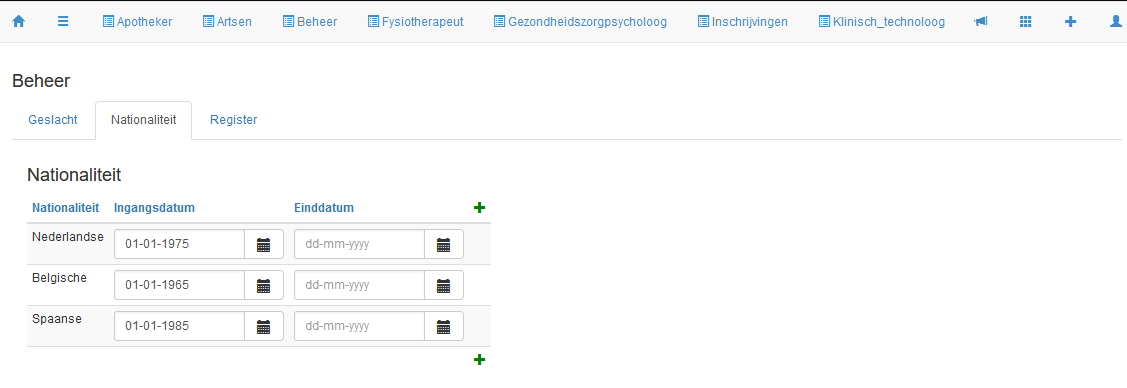 Apotheker Artsen Beheer Fysiotherapeut Gezondheidszorgpsycholoog Inschrijvingen Klinisch_technoloog
Beheer
Geslacht Nationaliteit Register
Nationaliteit
Nationaliteit Ingangsdatum Einddatum
Nederlandse 01-01-1975 dd-mm-yyyy
Belgische 01-01-1965 dd-mm-yyyy
Spaanse 01-01-1985 dd-mm-yyyy